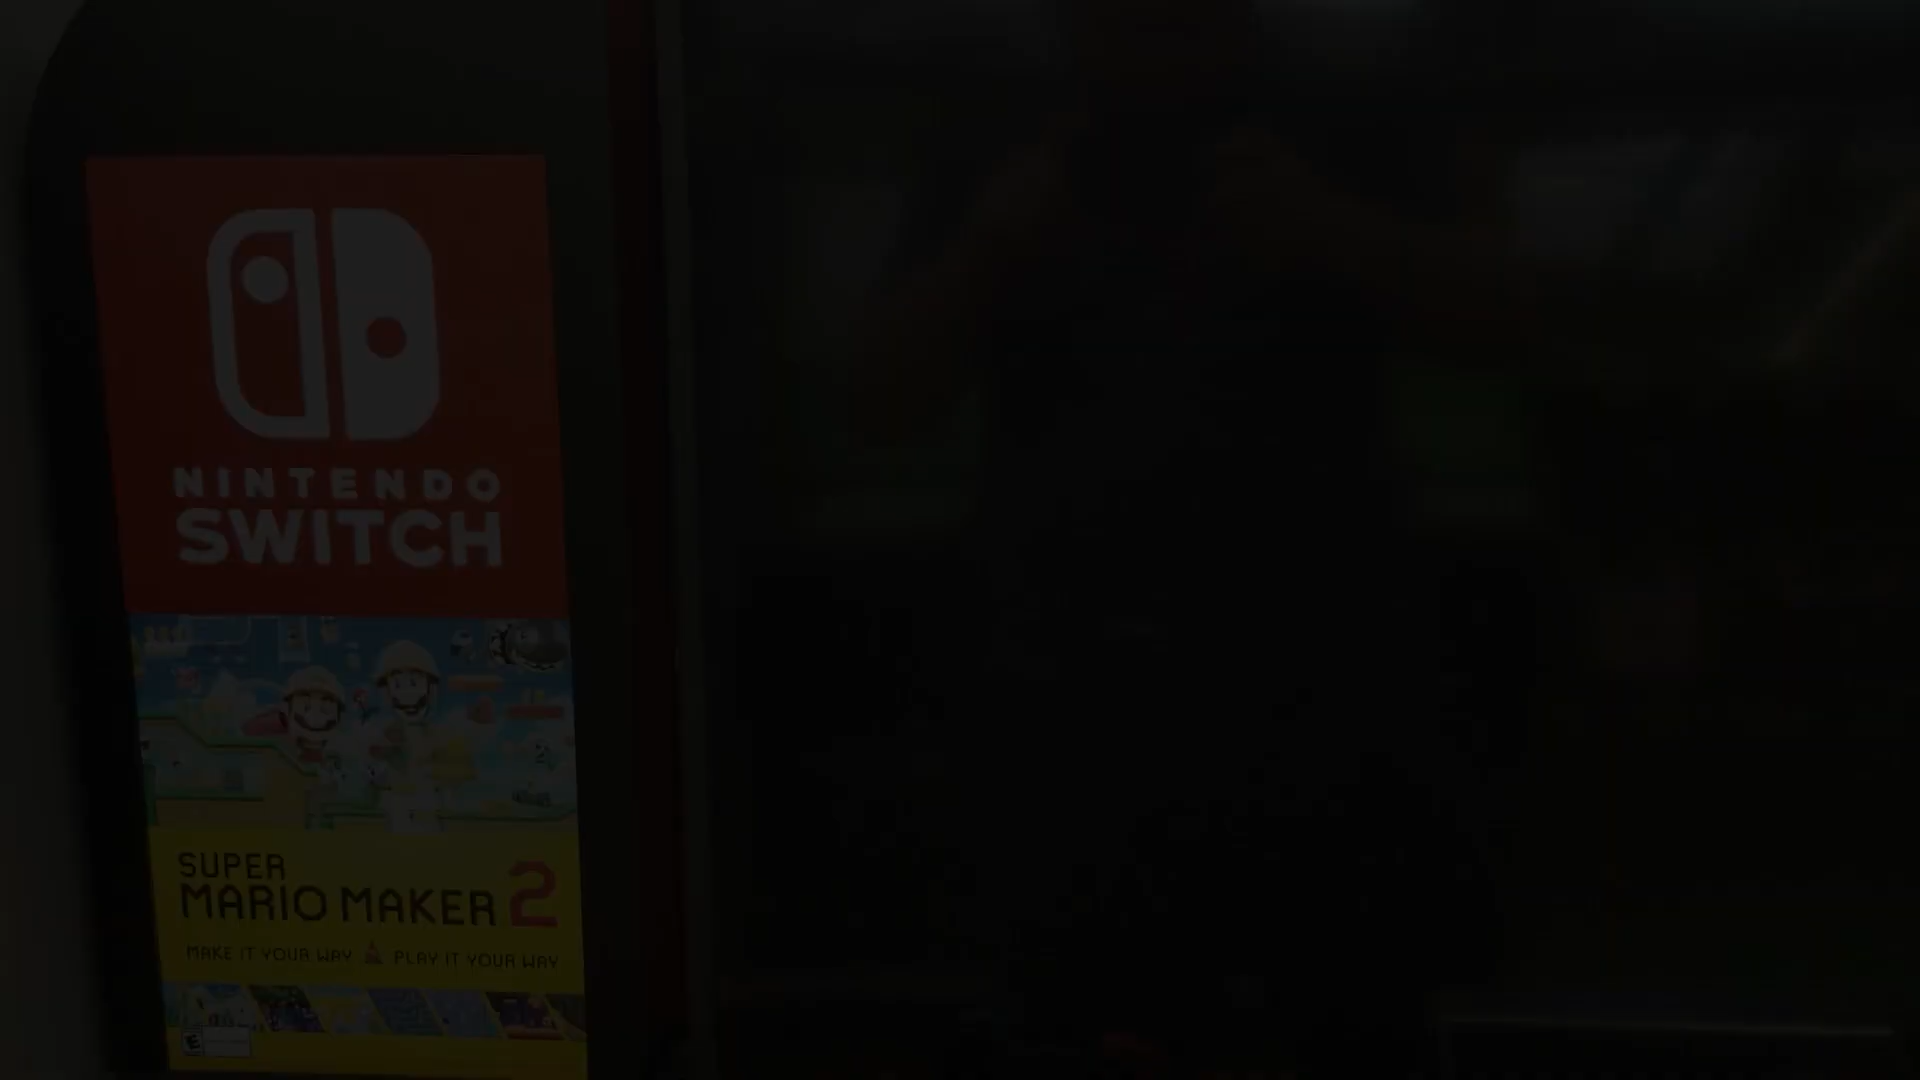 NINTENDO
SWITCH
SUPER
MARIO MAKER 2
MAKE IT YOUR WAY PLAY IT YOUR WAY
E